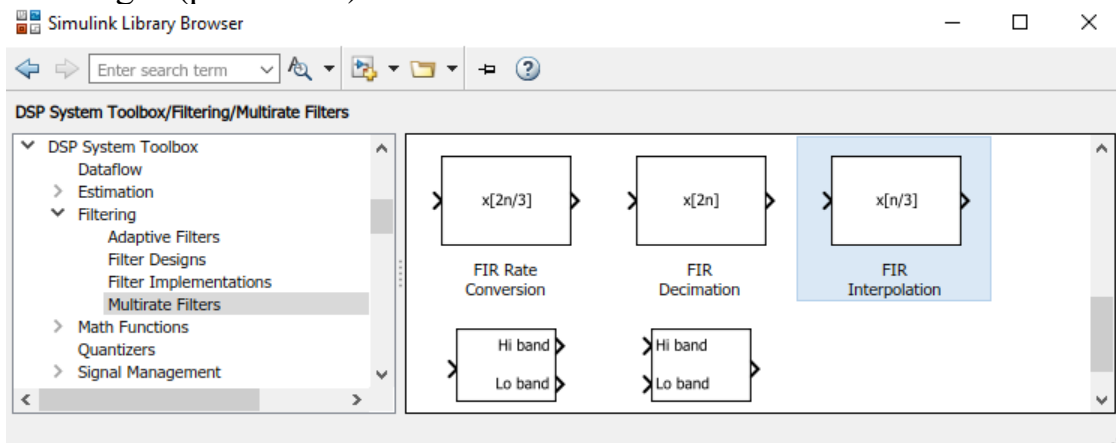 Simulink Library Browser
Enter search term
DSP System Toolbox/Filtering/Multirate Filters
DSP System Toolbox
Dataflow
Estimation
Filtering
Adaptive Filters
Filter Designs
Filter Implementations
Multirate Filters
Math Functions
Quantizers
Signal Management
x[2n/3]
x[2n]
x[n/3]
FIR Rate
Conversion
FIR
Decimation
FIR
Interpolation
Hi band
Lo band
Hi band
Lo band